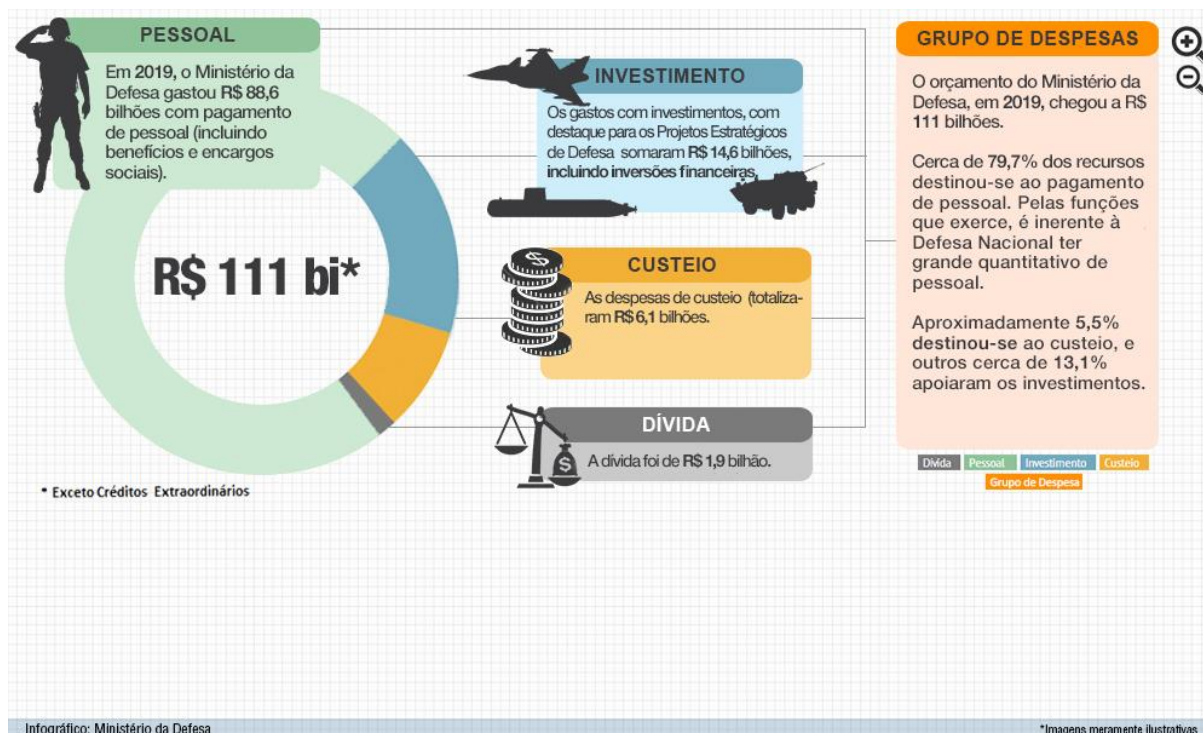 PESSOAL
Em 2019, o Ministério da
Defesa gastou R$ 88,6
bilhões com pagamento
de pessoal (incluindo
benefícios e encargos
sociais).
R$ 111 bi*
* Exceto Créditos Extraordinários
INVESTIMENTO
Os gastos com investimentos, com
destaque para os Projetos Estratégicos
de Defesa somaram R$ 14,6 bilhões,
incluindo inversões financeiras.
CUSTEIO
As despesas de custeio (totaliza-
ram R$ 6,1 bilhões.
DÍVIDA
A dívida foi de R$ 1,9 bilhão.
GRUPO DE DESPESAS
O orçamento do Ministério da
Defesa, em 2019, chegou a R$
111 bilhões.
Cerca de 79,7% dos recursos
destinou-se ao pagamento
de pessoal. Pelas funções
que exerce, é inerente à
Defesa Nacional ter
grande quantitativo de
pessoal.
Aproximadamente 5,5%
destinou-se ao custeio, e
outros cerca de 13,1%
apoiaram os investimentos.
Dívida Pessoal Investimento Custeio
Grupo de Despesa
Infográfico: Ministério da Defesa
*Imagens meramente ilustrativas